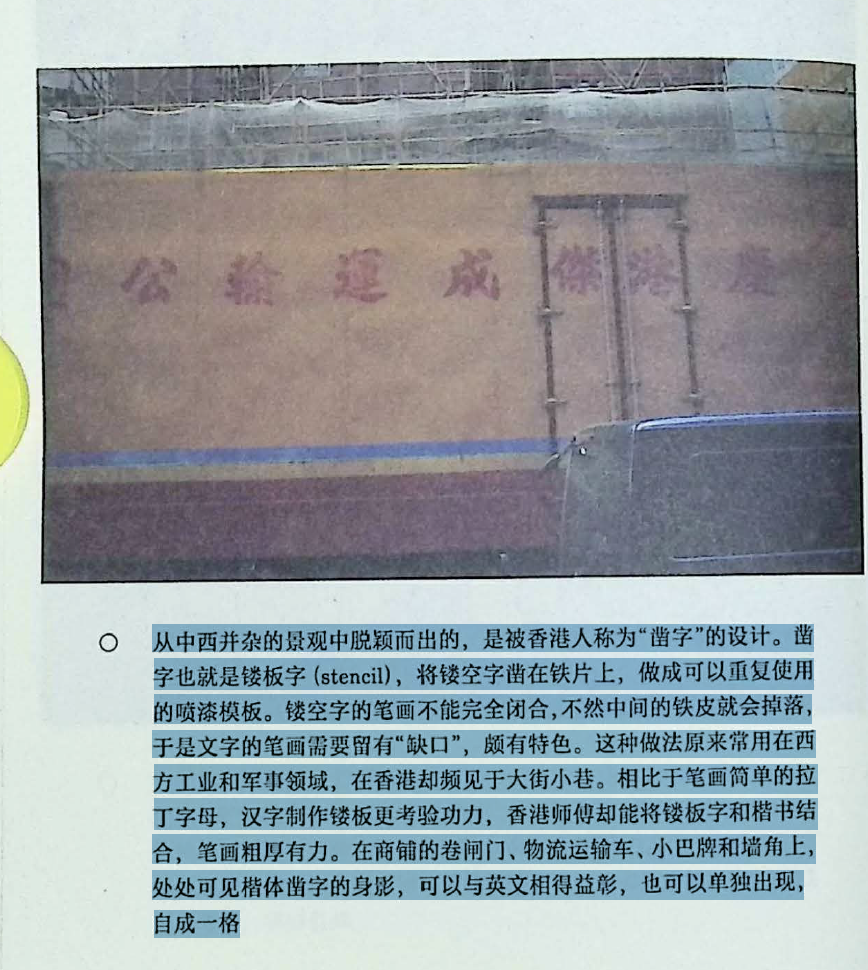 公輸運成傑港慶
从中西并杂的景观中脱颖而出的，是被香港人称为“凿字”的设计。凿
字也就是镂板字（stencil），将镂空字凿在铁片上，做成可以重复使用
的喷漆模板。镂空字的笔画不能完全闭合，不然中间的铁皮就会掉落，
于是文字的笔画需要留有“缺口”，颇有特色。这种做法原来常用在西
方工业和军事领域，在香港却频见于大街小巷。相比于笔画简单的拉
丁字母，汉字制作镂板更考验功力，香港师傅却能将镂板字和楷书结
合，笔画粗厚有力。在商铺的卷闸门、物流运输车、小巴牌和墙角上，
处处可见楷体凿字的身影，可以与英文相得益彰，也可以单独出现，
自成一格